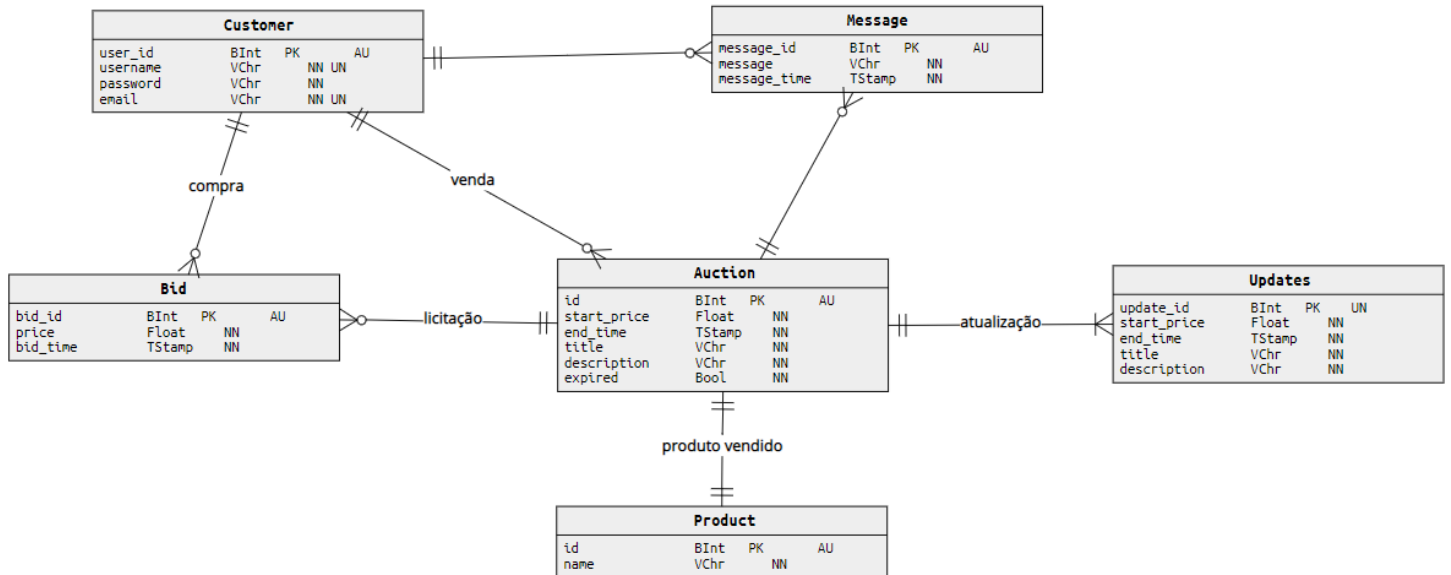 Customer
user_id BInt PK AU
username VChr NN UN
password VChr NN
email VChr NN UN
Message
message_id BInt PK AU
message VChr NN
message_time TStamp NN
compra
venda
Bid
bid_id BInt PK AU
price Float NN
bid_time TStamp NN
licitação
Auction
id BInt PK AU
start_price Float NN
end_time TStamp NN
title VChr NN
description VChr NN
expired Bool NN
atualização
Updates
update_id BInt PK UN
start_price Float NN
end_time TStamp NN
title VChr NN
description VChr NN
produto vendido
Product
id BInt PK AU
name VChr NN